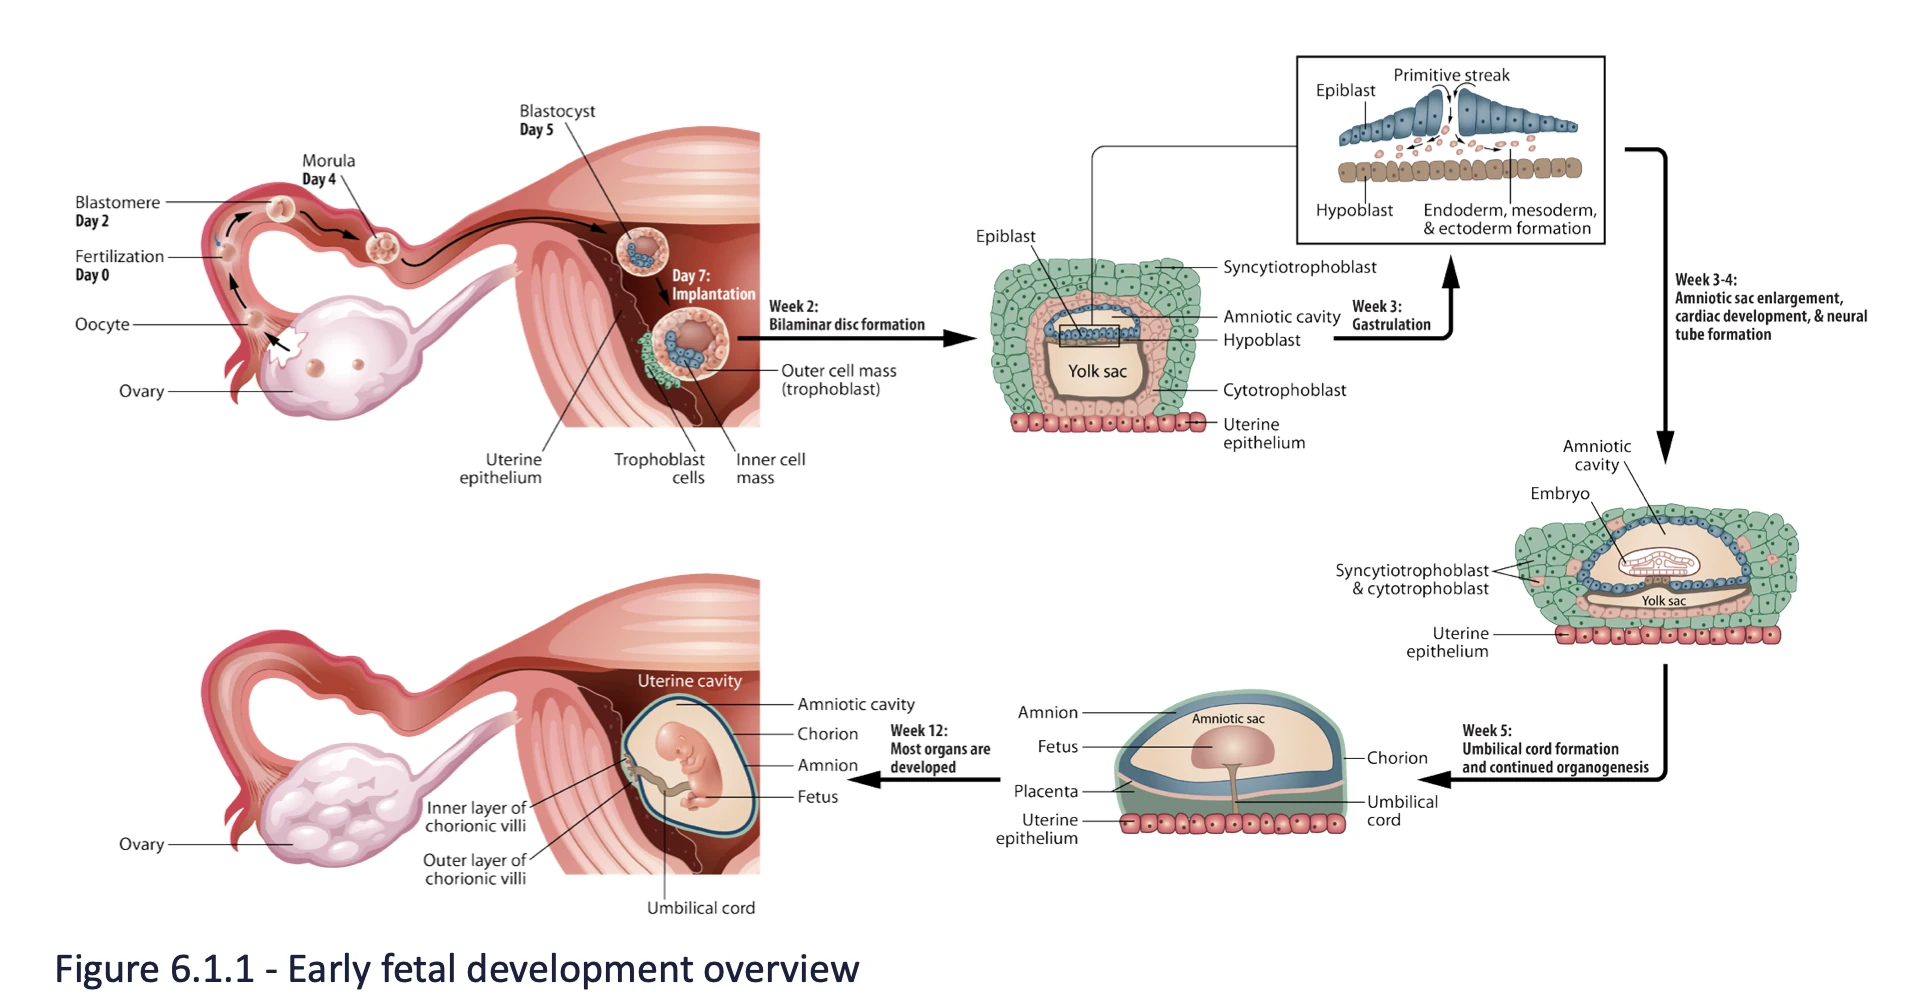 Blastocyst
Day 5
Morula
Day 4
Blastomere
Day 2
Fertilization
Day 0
Oocyte
Ovary
Day 7:
Implantation
Outer cell mass
(trophoblast)
Uterine
epithelium
Trophoblast
cells
Inner cell
mass
Week 2:
Bilaminar disc formation
Epiblast
Syncytiotrophoblast
Amniotic cavity
Hypoblast
Yolk sac
Cytotrophoblast
Uterine
epithelium
Week 3:
Gastrulation
Primitive streak
Epiblast
Hypoblast
Endoderm, mesoderm,
& ectoderm formation
Week 3-4:
Amniotic sac enlargement,
cardiac development, & neural
tube formation
Amniotic
cavity
Embryo
Syncytiotrophoblast
& cytotrophoblast
Yolk sac
Uterine
epithelium
Week 5:
Umbilical cord formation
and continued organogenesis
Amnion
Amniotic sac
Fetus
Chorion
Placenta
Umbilical
cord
Uterine
epithelium
Week 12:
Most organs are
developed
Uterine cavity
Amniotic cavity
Chorion
Amnion
Fetus
Inner layer of
chorionic villi
Outer layer of
chorionic villi
Ovary
Umbilical cord
Figure 6.1.1 - Early fetal development overview